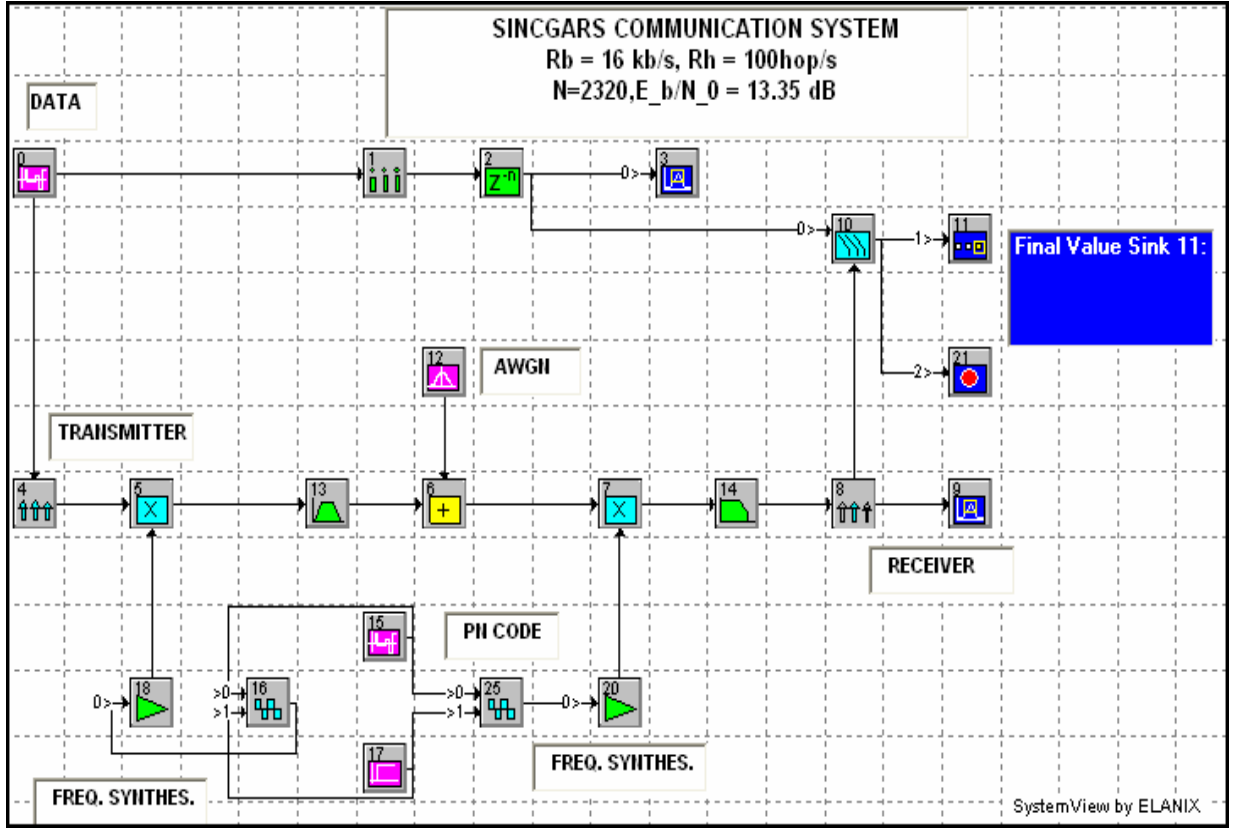 SINCGARS COMMUNICATION SYSTEM
Rb = 16 kb/s, Rh = 100hop/s
N=2320,E_b/N_0 = 13.35 dB
DATA
0
1
2
Z-n
0>
3
0>
10
1>
11
Final Value Sink 11:
12
AWGN
2>
21
TRANSMITTER
4
5
X
13
6
+
7
X
14
8
9
RECEIVER
15
PN CODE
0>
18
>0
>1
16
>0
>1
25
0>
20
17
FREQ. SYNTHES.
FREQ. SYNTHES.
SystemView by ELANIX